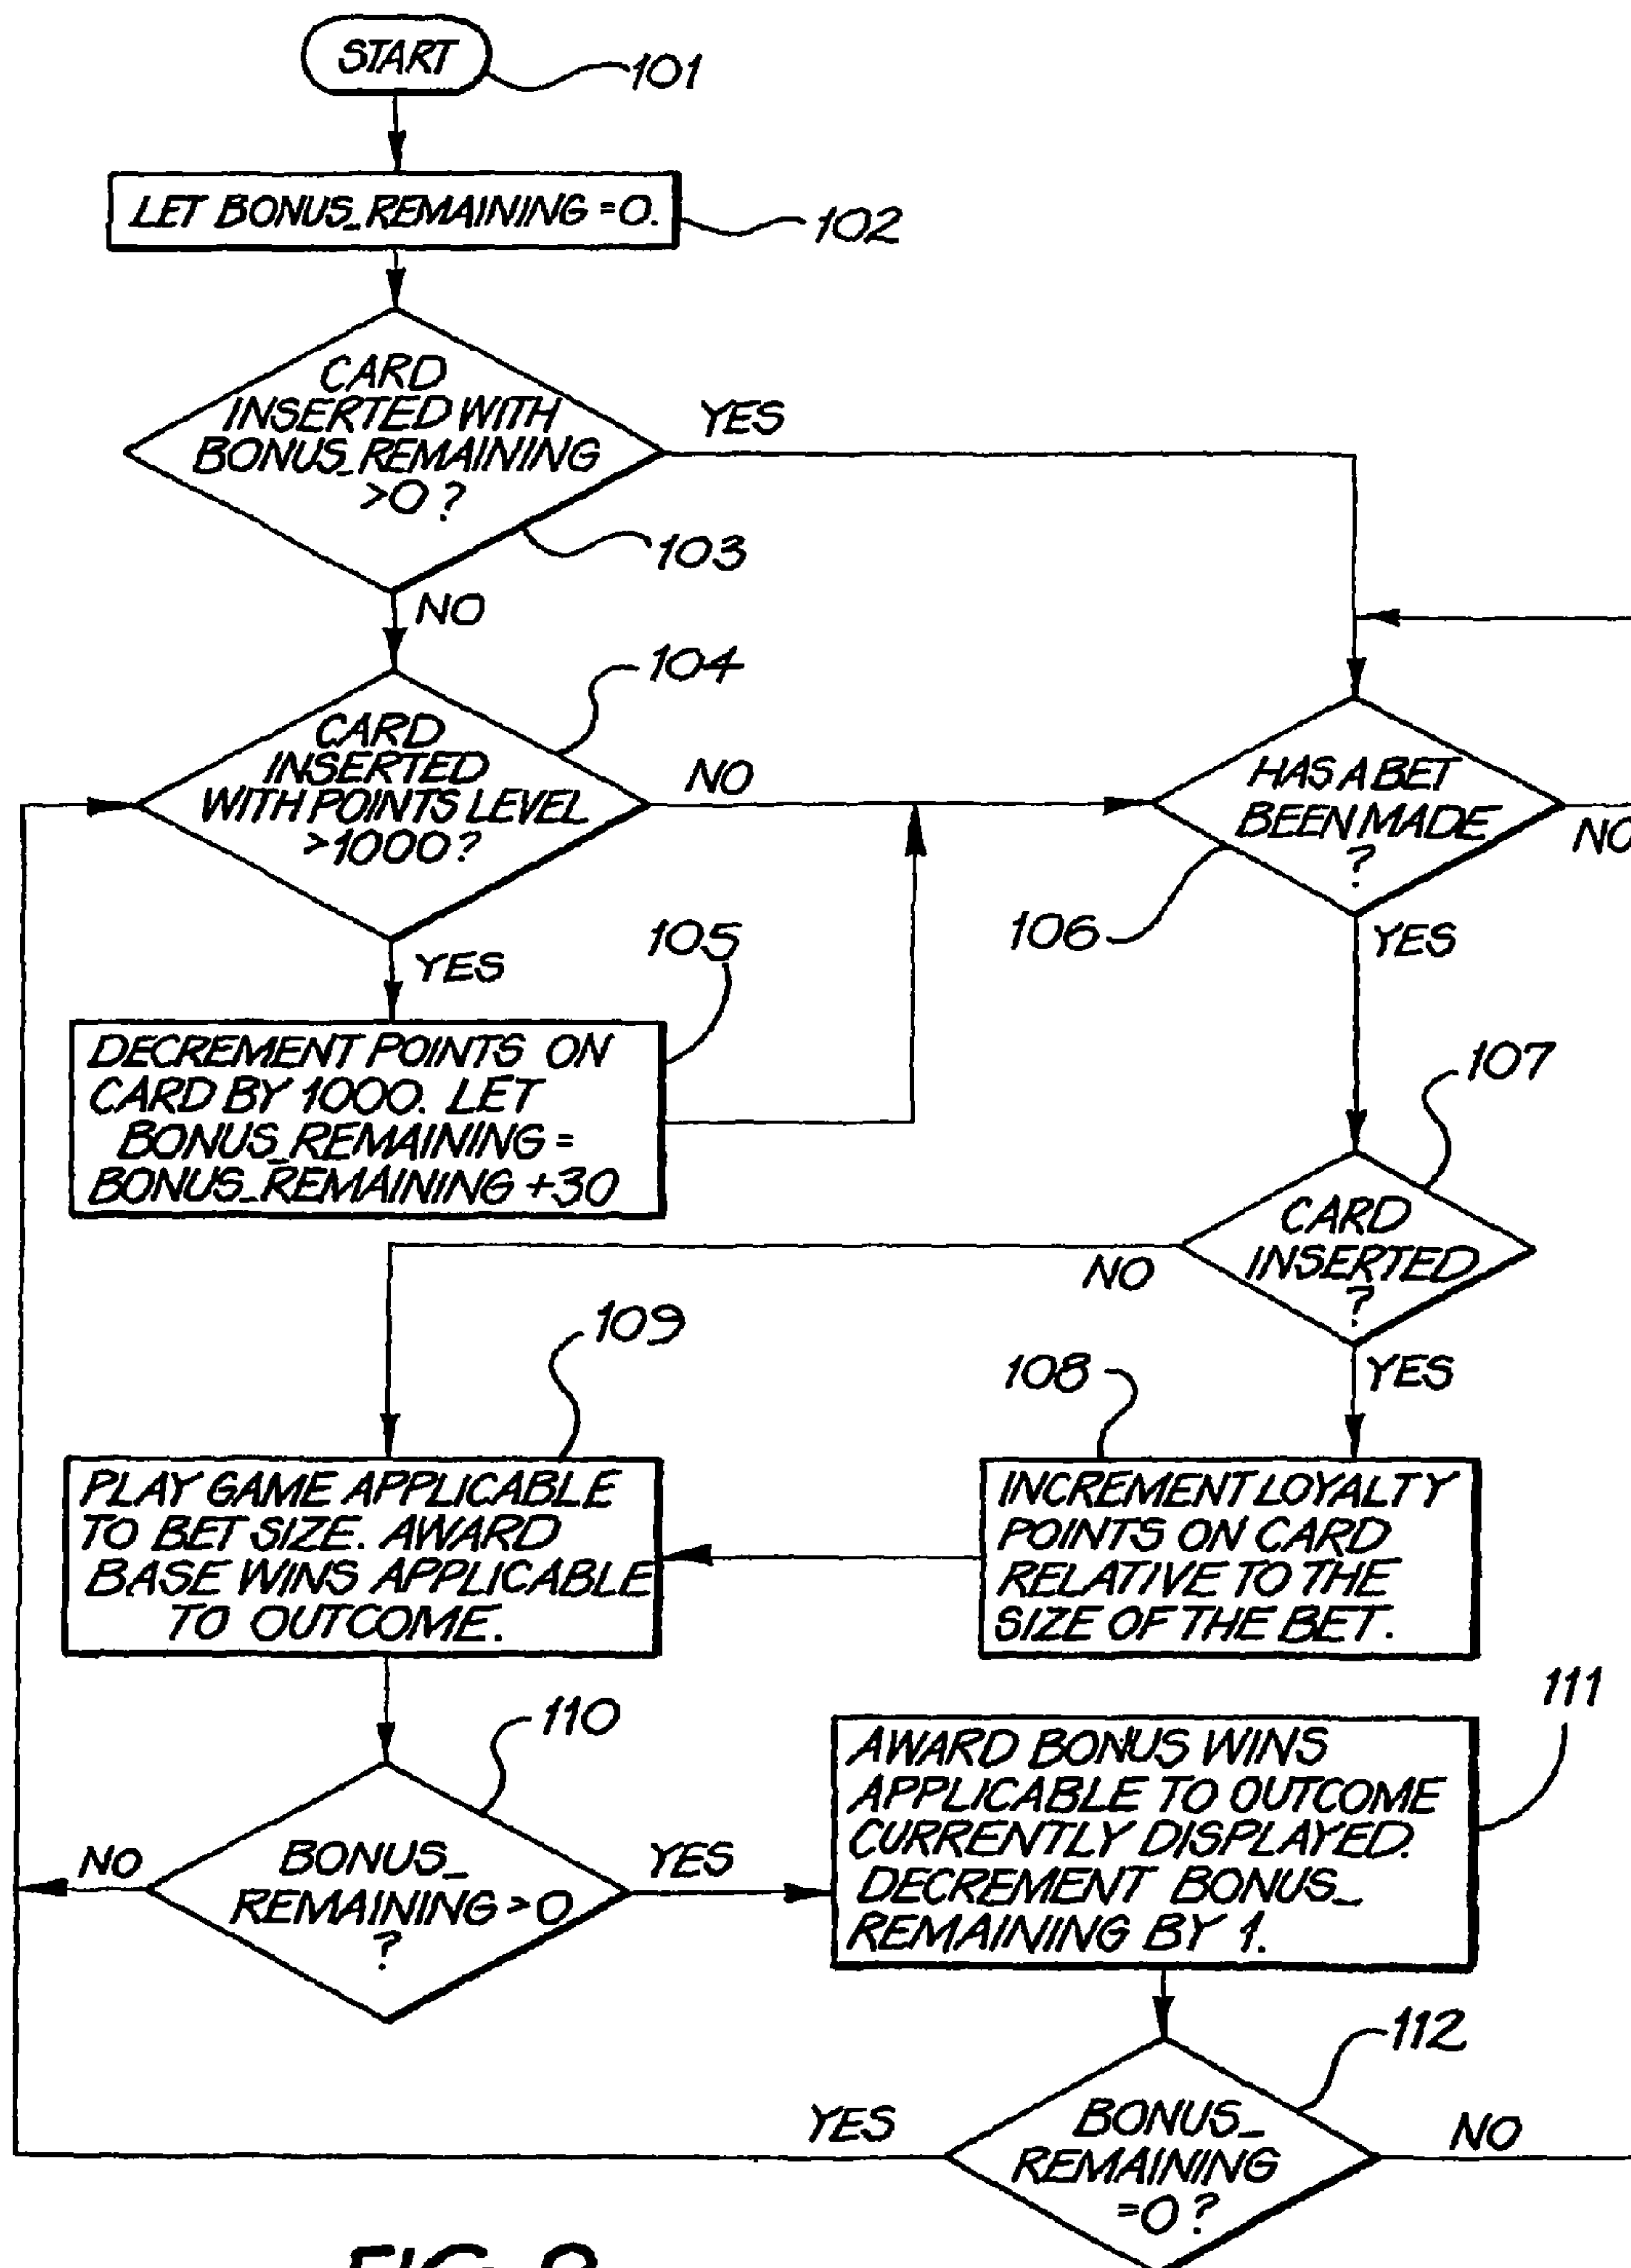 START
101
LET BONUS_REMAINING =0.
102
CARD
INSERTED WITH
BONUS_REMAINING
>0 ?
YES
103
NO
104
CARD
INSERTED
WITH POINTS LEVEL
>1000?
NO
HAS A BET
BEEN MADE
?
NO
106
YES
YES
105
DECREMENT POINTS ON
CARD BY 1000. LET
BONUS_REMAINING =
BONUS_REMAINING +30
107
CARD
INSERTED
?
NO
YES
109
108
PLAY GAME APPLICABLE
TO BET SIZE. AWARD
BASE WINS APPLICABLE
TO OUTCOME.
INCREMENT LOYALTY
POINTS ON CARD
RELATIVE TO THE
SIZE OF THE BET.
110
111
BONUS_
REMAINING >0
?
NO
YES
AWARD BONUS WINS
APPLICABLE TO OUTCOME
CURRENTLY DISPLAYED.
DECREMENT BONUS_
REMAINING BY 1.
112
YES
BONUS_
REMAINING
=0 ?
NO